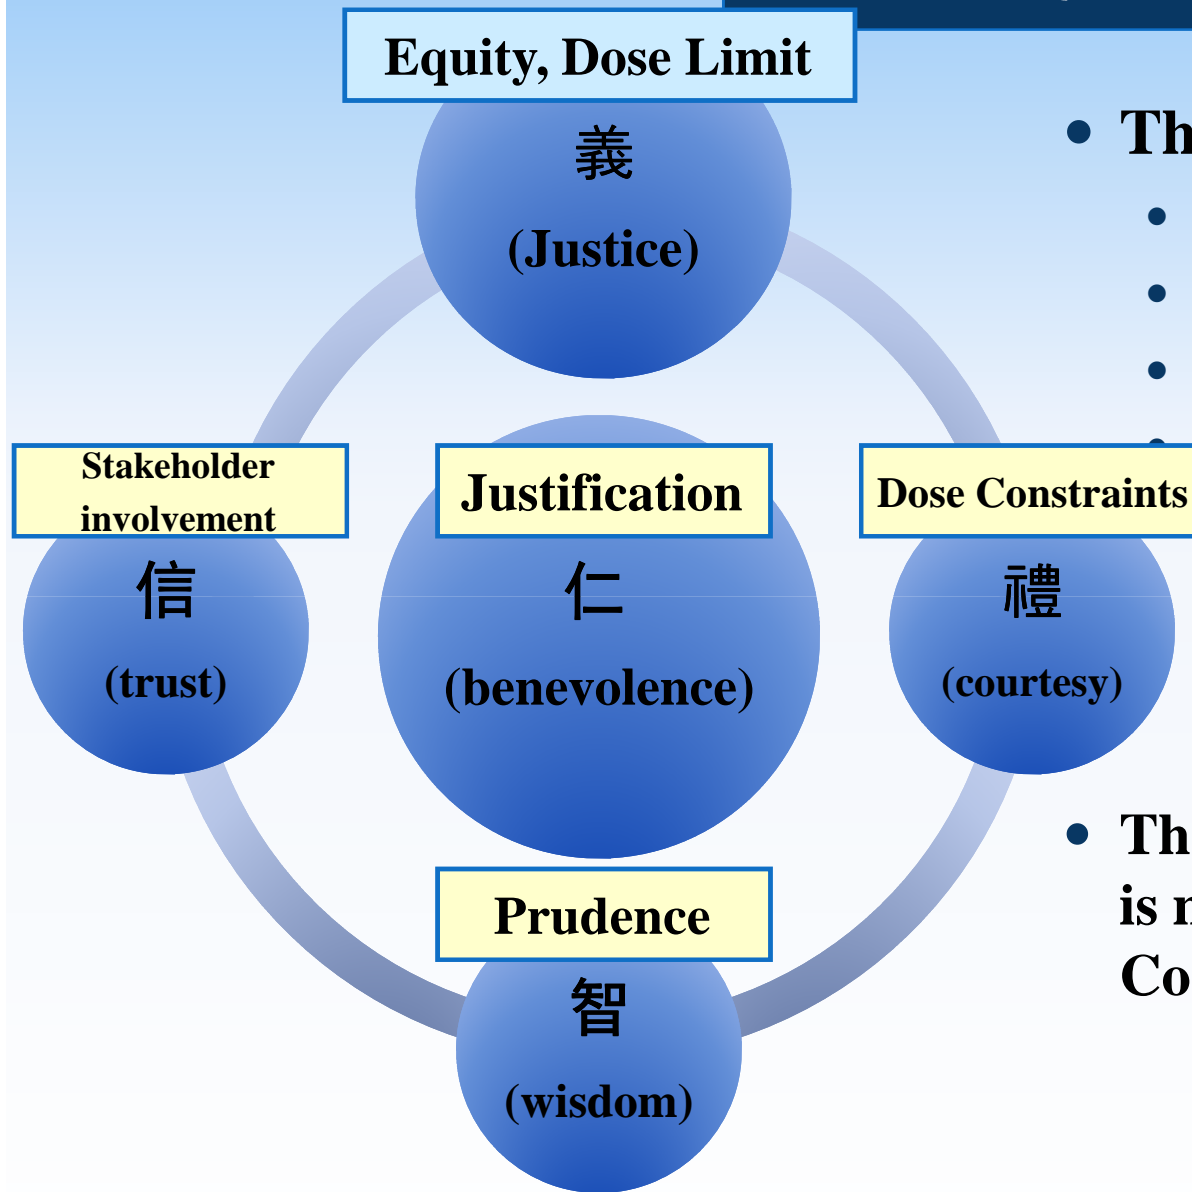 Equity, Dose Limit
義
(Justice)
Stakeholder
involvement
信
(trust)
Justification
仁
(benevolence)
Dose Constraints
禮
(courtesy)
Prudence
智
(wisdom)
• Th
•
•
•
•
• Th
is
Co